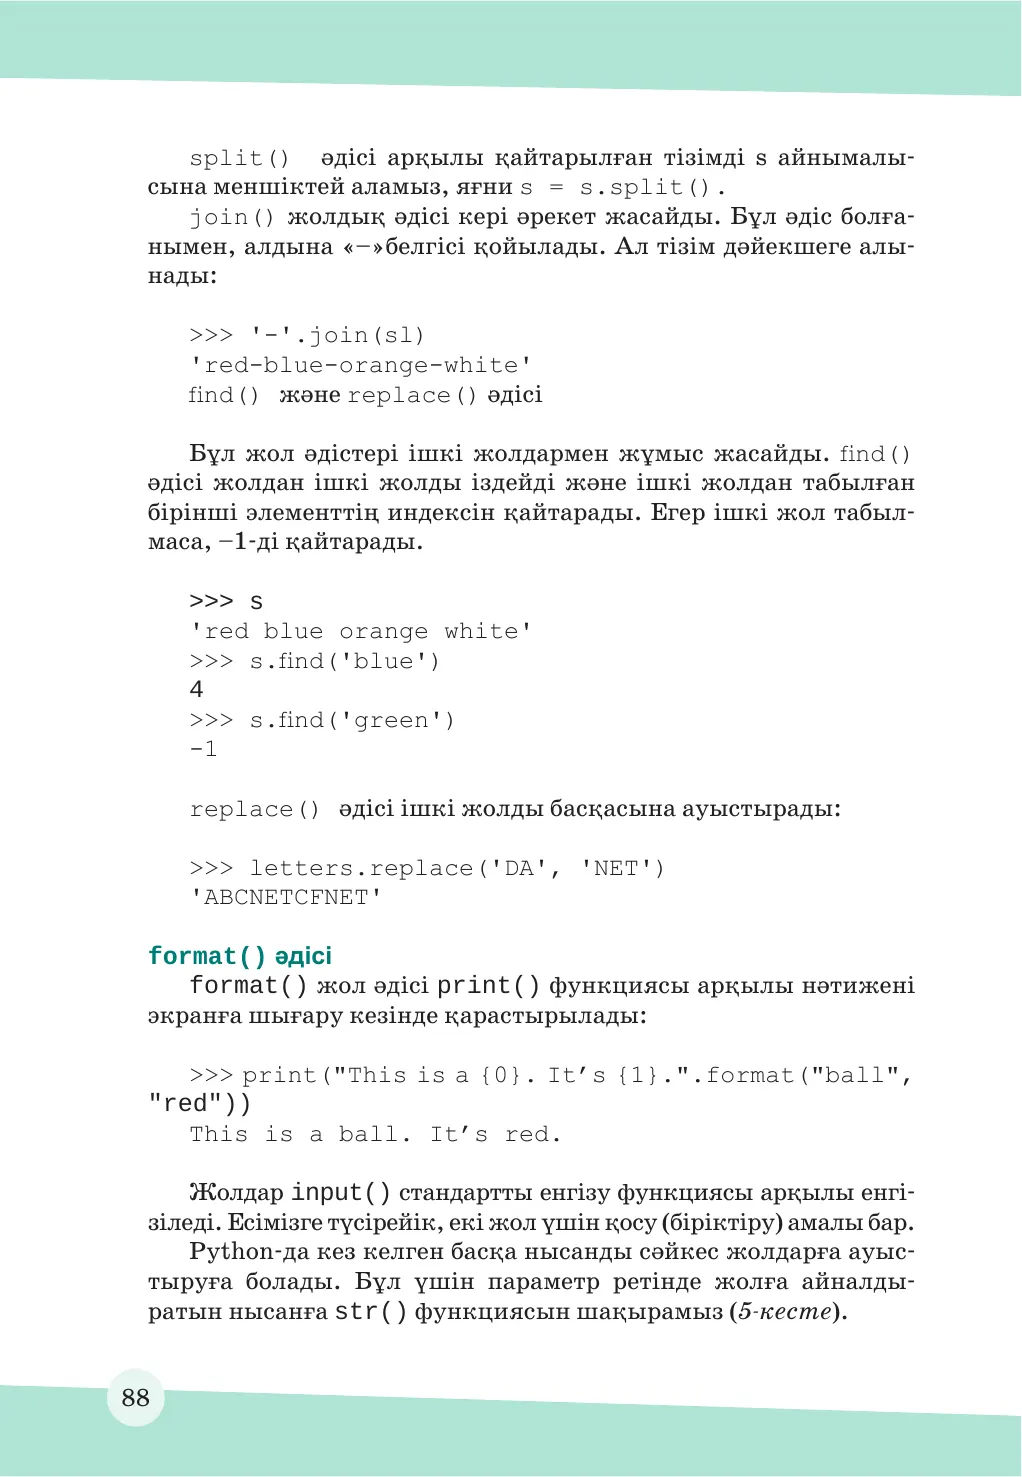 split() әдісі арқылы қайтарылған тізімді s айнымалы-
сына меншіктей аламыз, яғни s = s.split().
join() жолдық әдісі кері әрекет жасайды. Бұл әдіс болға-
нымен, алдына «–»белгісі қойылады. Ал тізім дәйекшеге алы-
нады:
>>> '-'.join(sl)
'red-blue-orange-white'
find() және replace() әдісі
Бұл жол әдістері ішкі жолдармен жұмыс жасайды. find()
әдісі жолдан ішкі жолды іздейді және ішкі жолдан табылған
бірінші элементтің индексін қайтарады. Егер ішкі жол табыл-
маса, –1-ді қайтарады.
>>> s
'red blue orange white'
>>> s.find('blue')
4
>>> s.find('green')
-1
replace() әдісі ішкі жолды басқасына ауыстырады:
>>> letters.replace('DA', 'NET')
'ABCNETCFNET'
format() әдісі
format() жол әдісі print() функциясы арқылы нәтижені
экранға шығару кезінде қарастырылады:
>>> print("This is a {0}. It’s {1}.".format("ball",
"red"))
This is a ball. It’s red.
Жолдар input() стандартты енгізу функциясы арқылы енгі-
зіледі. Есімізге түсірейік, екі жол үшін қосу (біріктіру) амалы бар.
Python-да кез келген басқа нысанды сәйкес жолдарға ауыс-
тыруға болады. Бұл үшін параметр ретінде жолға айналды-
ратын нысанға str() функциясын шақырамыз (5-кесте).
88